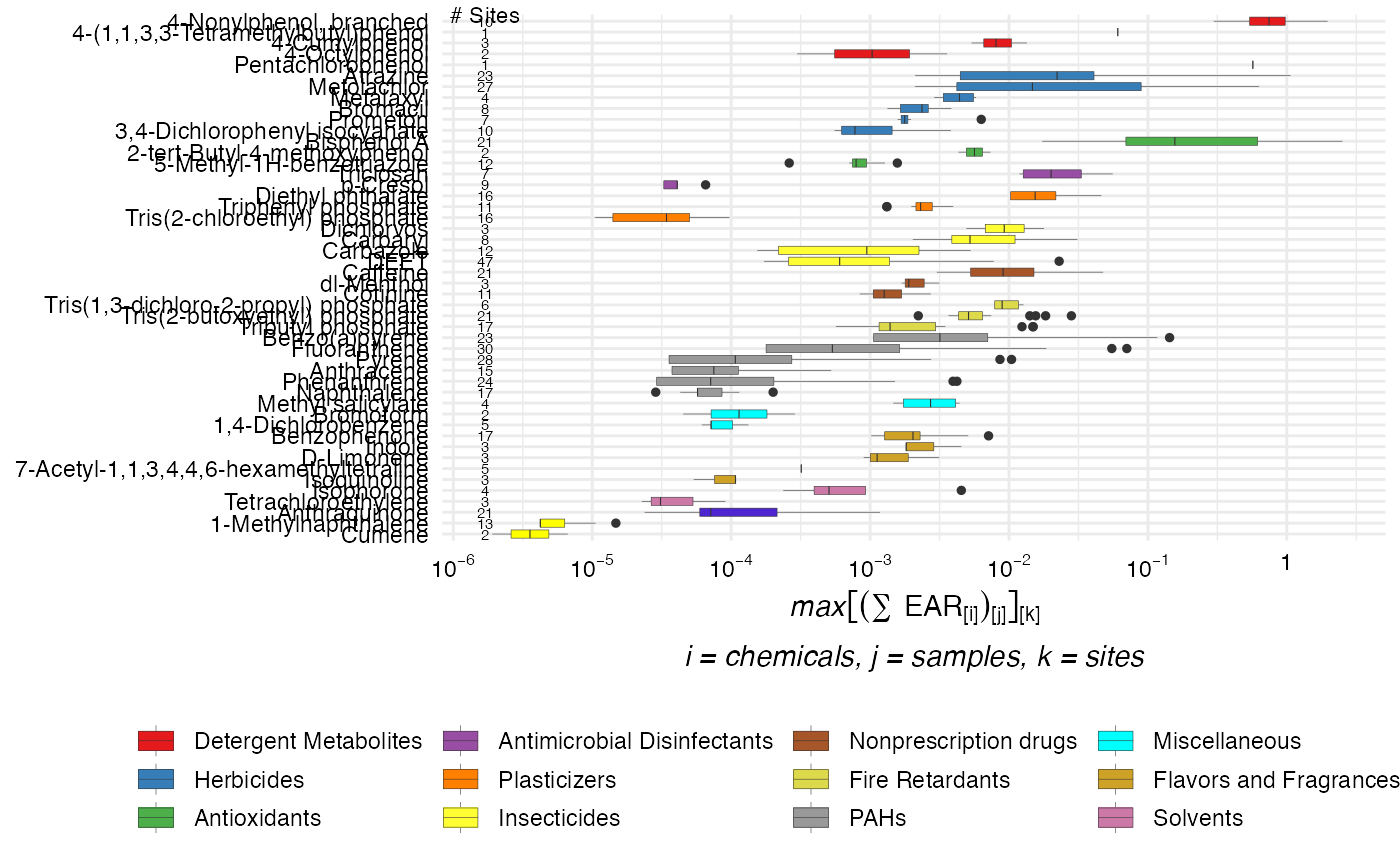 # Sites
4-Nonylphenol, branched 10
4-(1,1,3,3-Tetramethylbutyl)phenol 1
4-Cumylphenol 3
4-Octylphenol 2
Pentachlorophenol 1
Atrazine 23
Metolachlor 27
Metalaxyl 4
Bromacil 8
Prometon 7
3,4-Dichlorophenyl isocyanate 10
Bisphenol A 21
2-tert-Butyl-4-methoxyphenol 2
5-Methyl-1H-benzotriazole 12
Triclosan 7
p-Cresol 9
Diethyl phthalate 16
Triphenyl phosphate 11
Tris(2-chloroethyl) phosphate 16
Dichlorvos 3
Carbaryl 8
Carbazole 12
DEET 47
Caffeine 21
dl-Menthol 3
Cotinine 11
Tris(1,3-dichloro-2-propyl) phosphate 6
Tris(2-butoxyethyl) phosphate 21
Tributyl phosphate 17
Benzo(a)pyrene 23
Fluoranthene 30
Pyrene 28
Anthracene 15
Phenanthrene 24
Naphthalene 17
Methyl salicylate 4
Bromoform 2
1,4-Dichlorobenzene 5
Benzophenone 17
Indole 3
D-Limonene 3
7-Acetyl-1,1,3,4,4,6-hexamethyltetraline 5
Isoquinoline 3
Isophorone 4
Tetrachloroethylene 3
Anthraquinone 21
1-Methylnaphthalene 13
Cumene 2
10⁻⁶ 10⁻⁵ 10⁻⁴ 10⁻³ 10⁻² 10⁻¹ 1
max[(∑ EAR[i])[j]][k]
i = chemicals, j = samples, k = sites
Detergent Metabolites Antimicrobial Disinfectants Nonprescription drugs Miscellaneous
Herbicides Plasticizers Fire Retardants Flavors and Fragrances
Antioxidants Insecticides PAHs Solvents